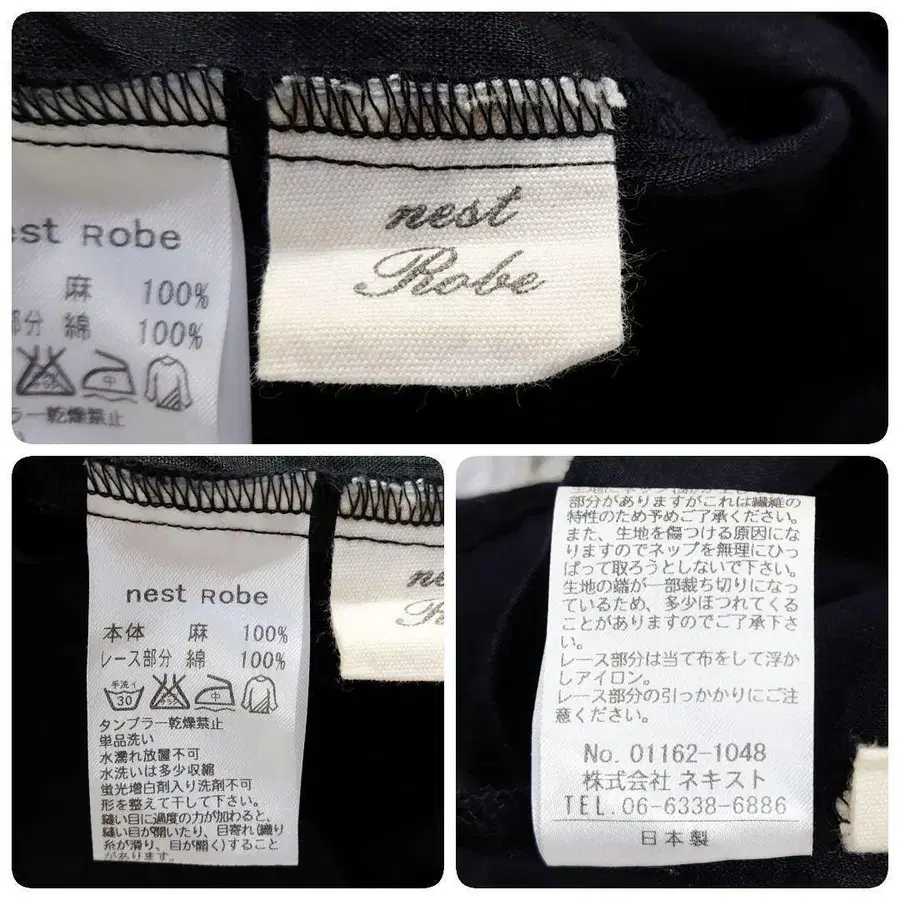 est Robe
麻 100%
部分 綿 100%
中
ラー乾燥禁止
nest
Robe
nest Robe
本体 麻 100%
レース部分 綿 100%
手洗イ
30
中
タンブラー乾燥禁止
単品洗い
水濡れ放置不可
水洗いは多少収縮
蛍光増白剤入り洗剤不可
形を整えて干して下さい。
縫い目に過度の力が加わると、
縫い目が開いたり、目寄れ(織り
糸が滑り、目が開く)すること
があります。
ne
R
部分がありますがこれは繊維の
特性のため予めご了承ください。
また、生地を傷つける原因にな
りますのでネップを無理にひっ
ぱって取ろうとしないで下さい。
生地の端が一部裁ち切りになっ
ているため、多少ほつれてくる
ことがありますのでご了承下さ
い。
レース部分は当て布をして浮か
しアイロン。
レース部分の引っかかりにご注
意ください。
No. 01162-1048
株式会社 ネキスト
TEL.06-6338-6886
日本製